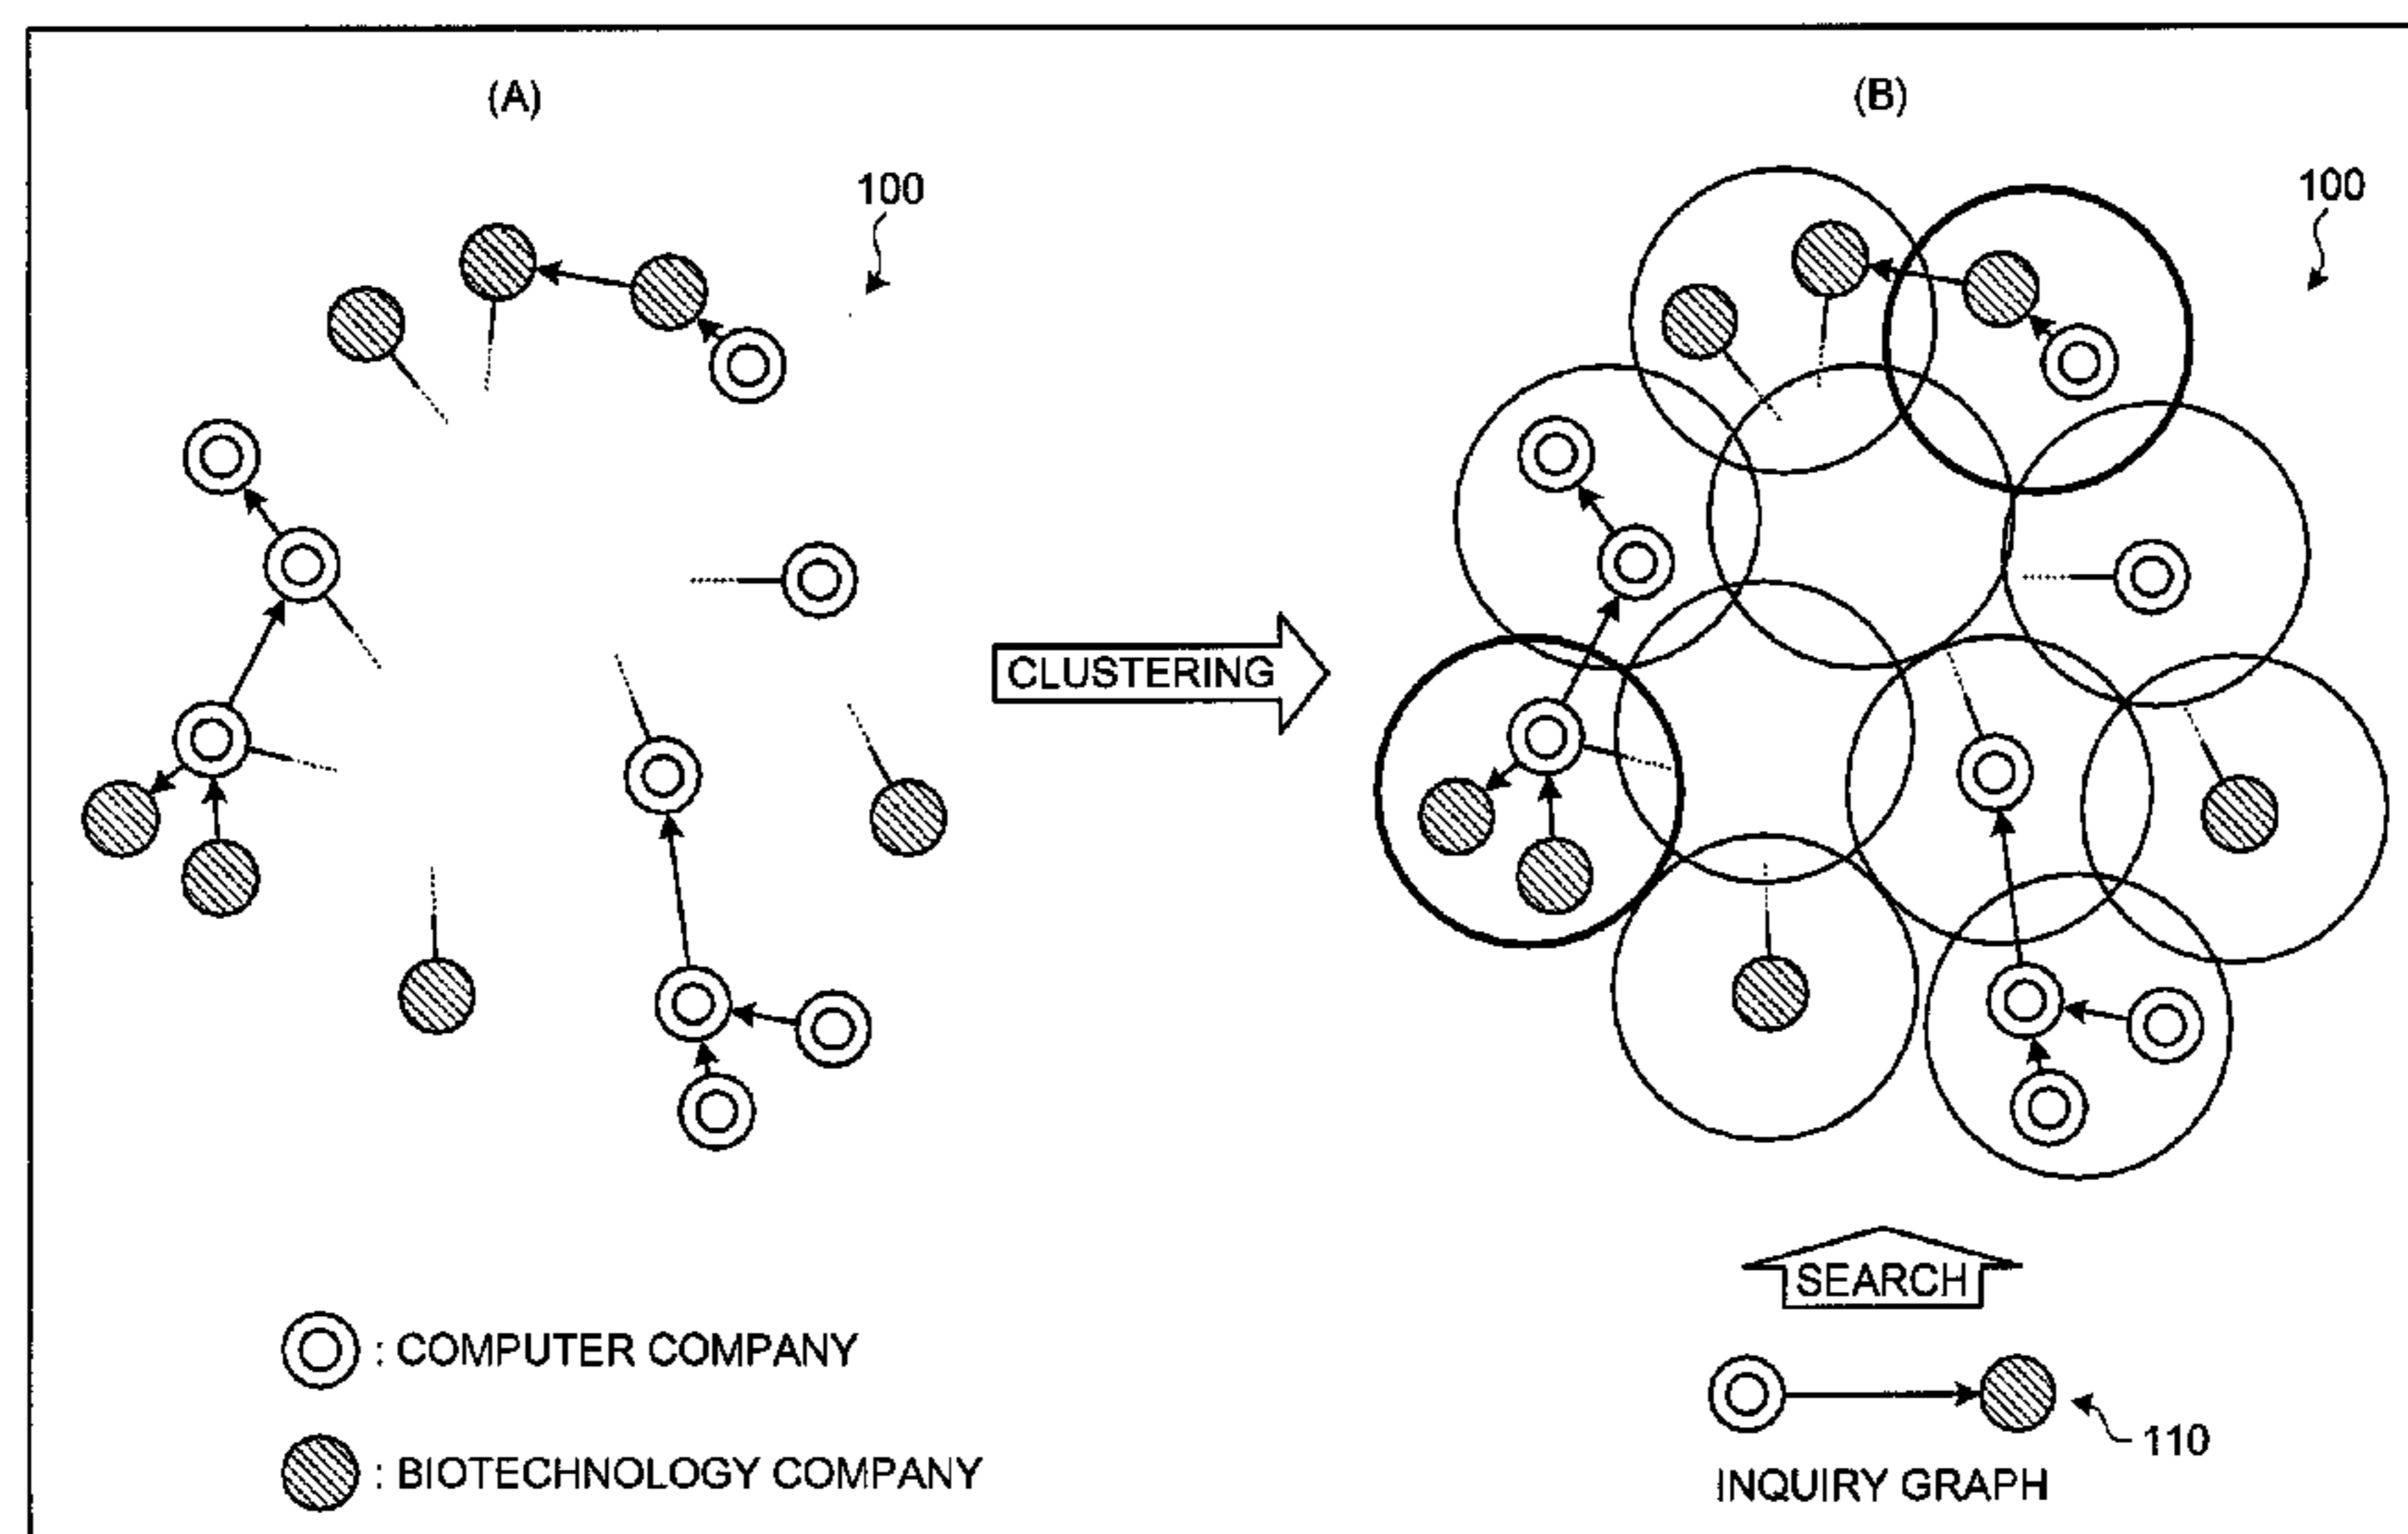 (A)
(B)
100
100
CLUSTERING
SEARCH
: COMPUTER COMPANY
110
: BIOTECHNOLOGY COMPANY
INQUIRY GRAPH